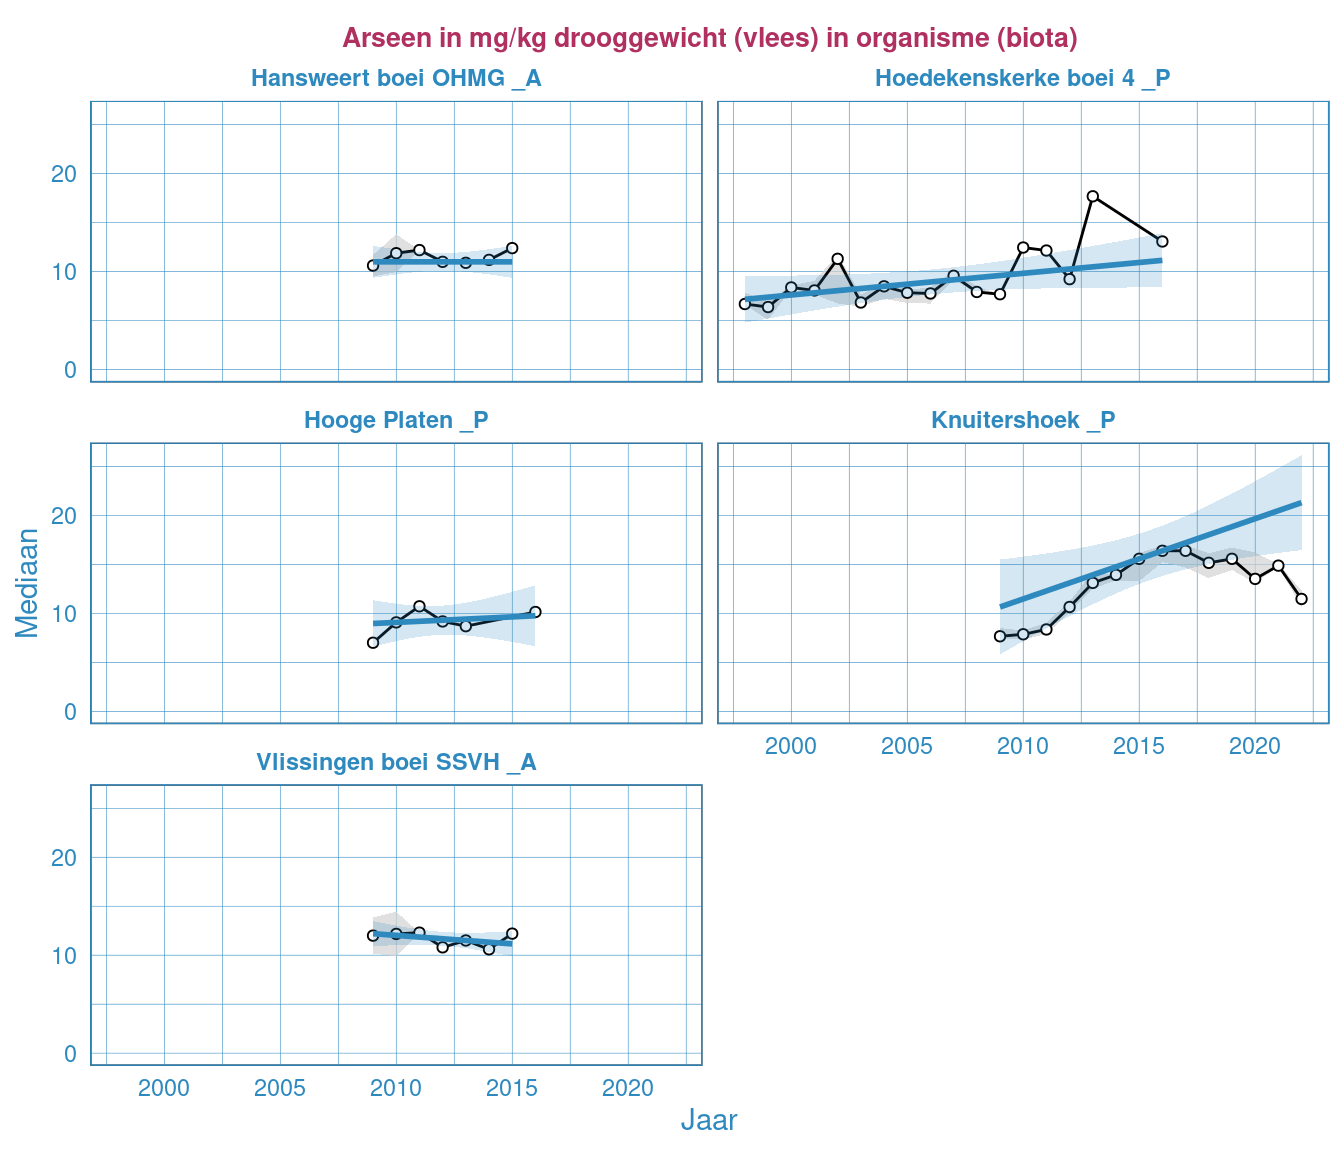 Arseen in mg/kg drooggewicht (vlees) in organisme (biota)
Hansweert boei OHMG _A
Hoedekenskerke boei 4 _P
20
10
0
Hooge Platen _P
Knuitershoek _P
Mediaan
20
10
0
2000 2005 2010 2015 2020
Vlissingen boei SSVH _A
20
10
0
2000 2005 2010 2015 2020
Jaar